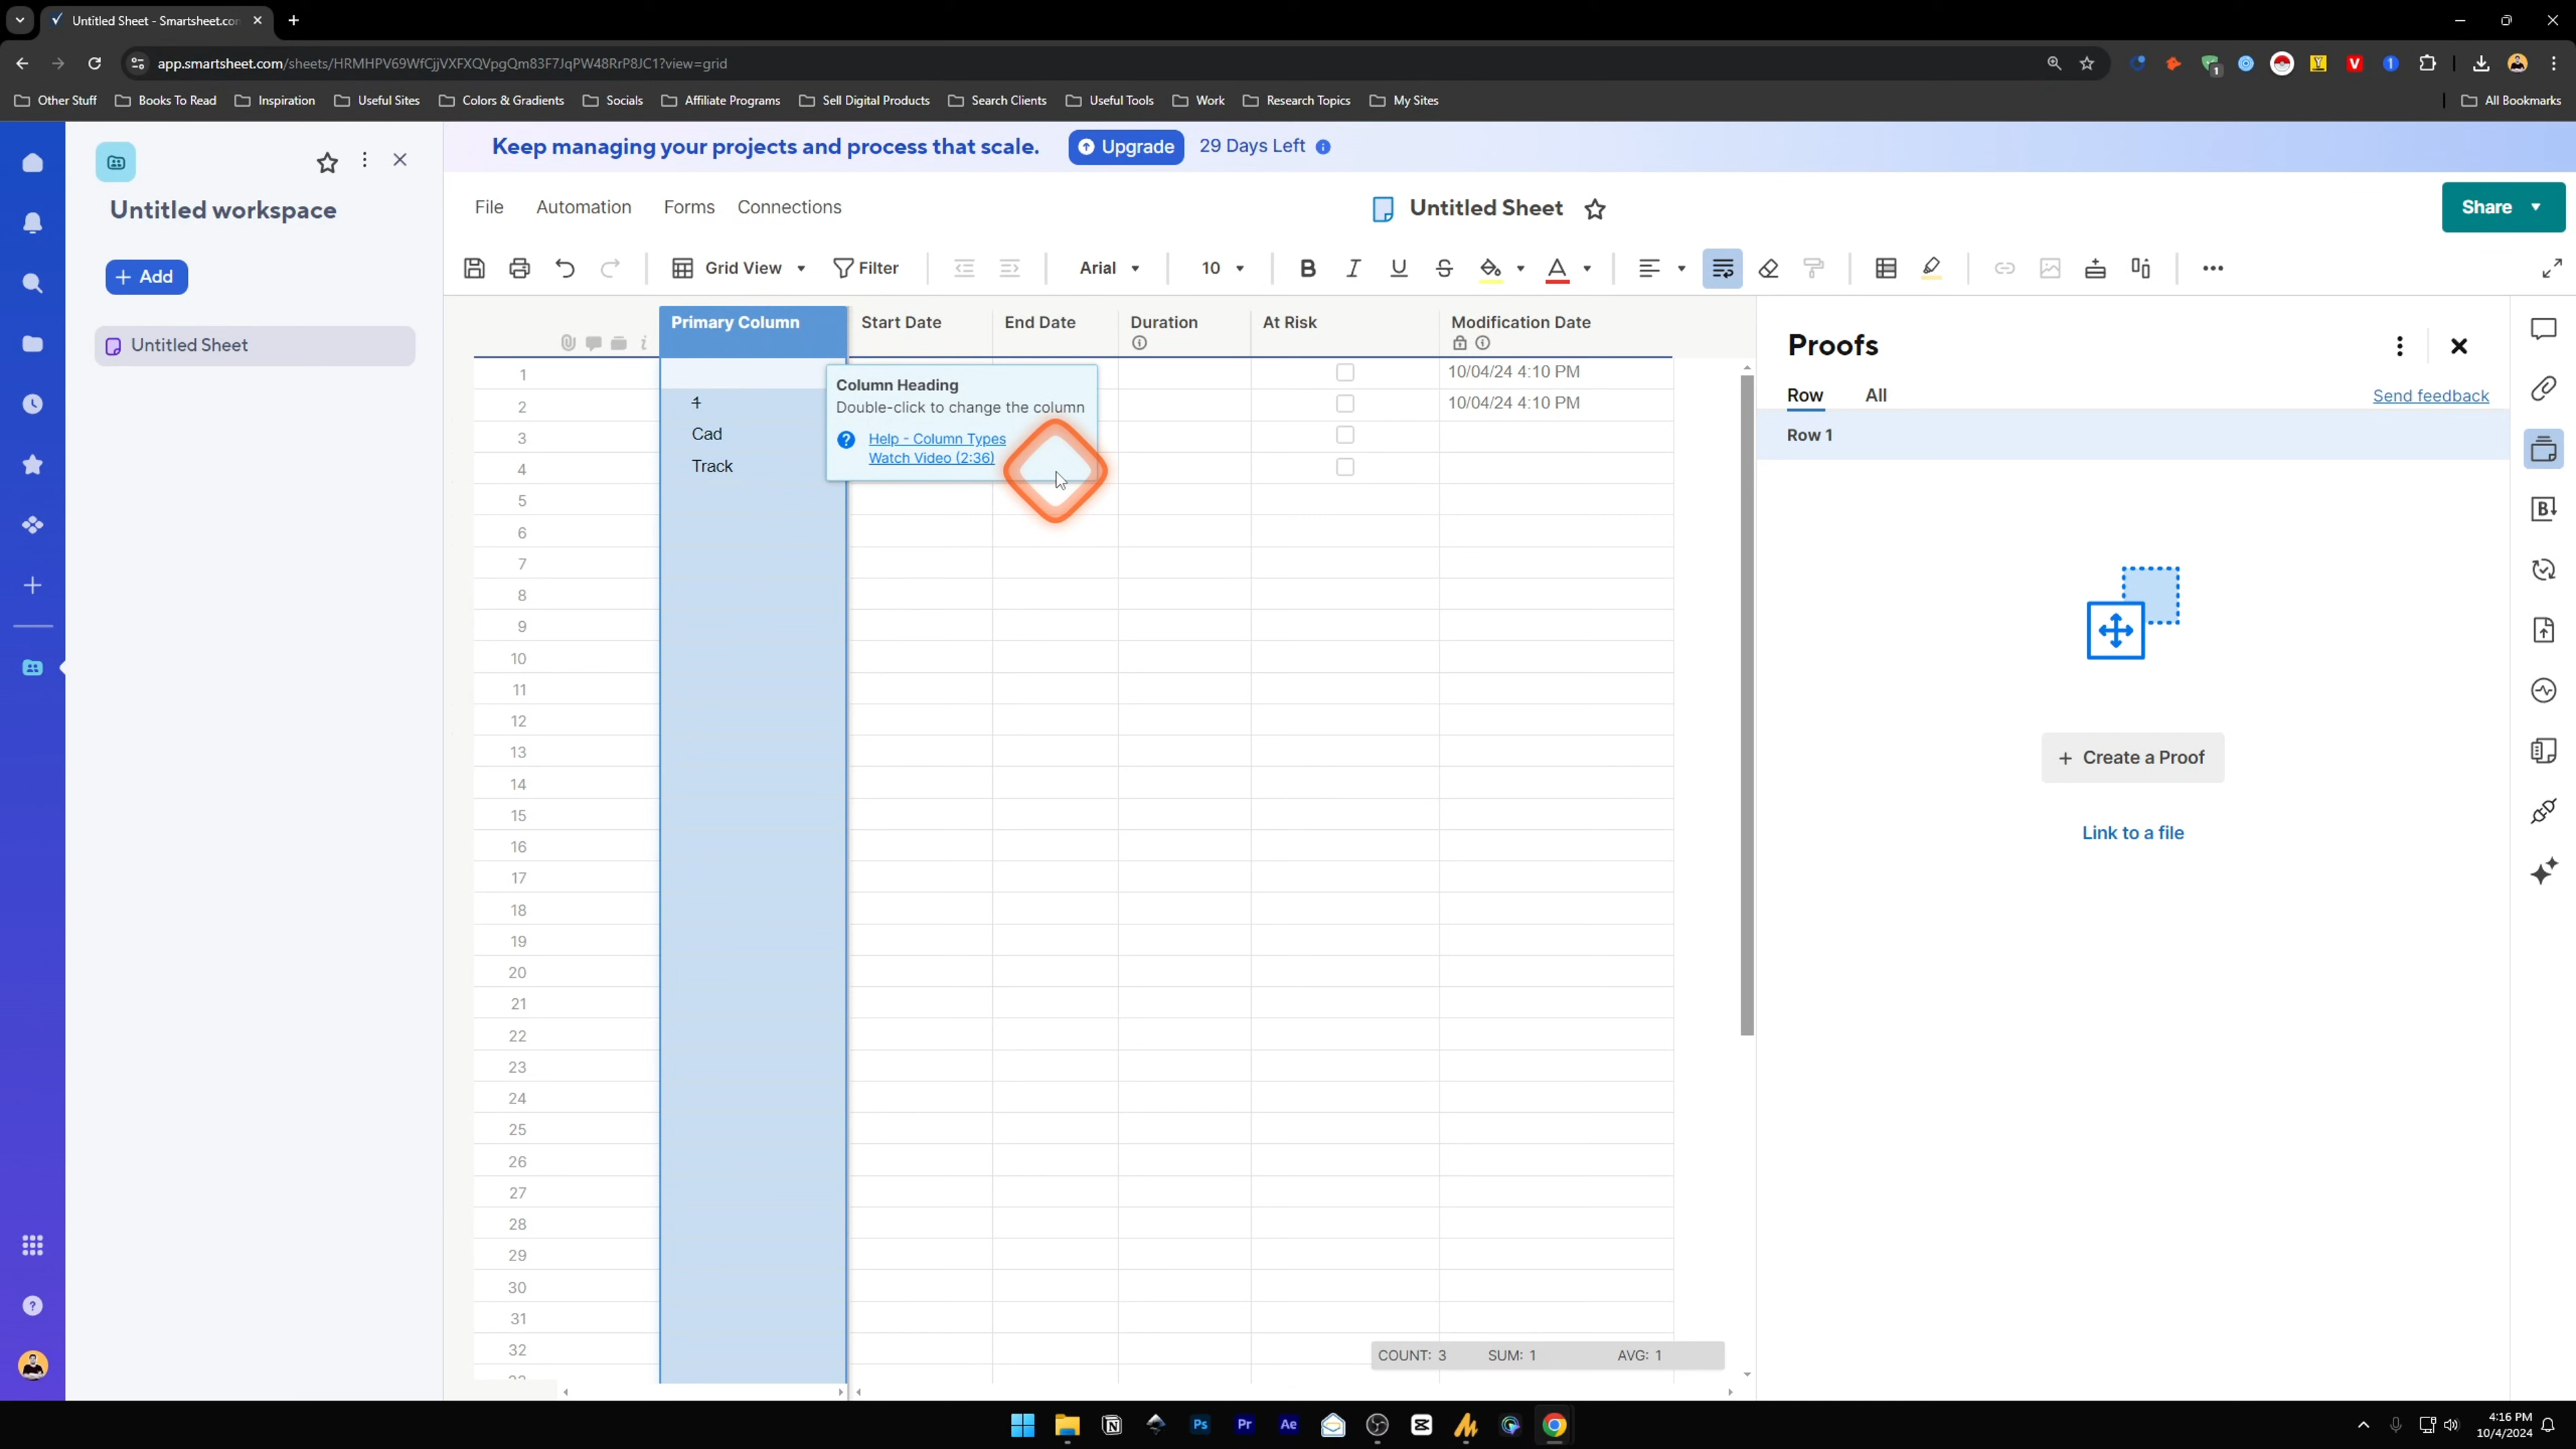 Untitled Sheet - Smartsheet.co
app.smartsheet.com/sheets/HRMHPV69WfCjjVXFXQVpgQm83F7JqPW48RrP8JC1?view=grid
Other Stuff
Books To Read
Inspiration
Useful Sites
Colors & Gradients
Socials
Affiliate Programs
Sell Digital Products
Search Clients
Useful Tools
Work
Research Topics
My Sites
All Bookmarks
Keep managing your projects and process that scale.
Upgrade
29 Days Left
Untitled workspace
Add
Untitled Sheet
File
Automation
Forms
Connections
Untitled Sheet
Share
Grid View
Filter
Arial
10
Primary Column
Start Date
End Date
Duration
At Risk
Modification Date
1
10/04/24 4:10 PM
2
1
10/04/24 4:10 PM
3
Cad
4
Track
5
6
7
8
9
10
11
12
13
14
15
16
17
18
19
20
21
22
23
24
25
26
27
28
29
30
31
32
Column Heading
Double-click to change the column
Help - Column Types
Watch Video (2:36)
COUNT: 3
SUM: 1
AVG: 1
Proofs
Row
All
Send feedback
Row 1
Create a Proof
Link to a file
Ps
Pr
Ae
4:16 PM
10/4/2024